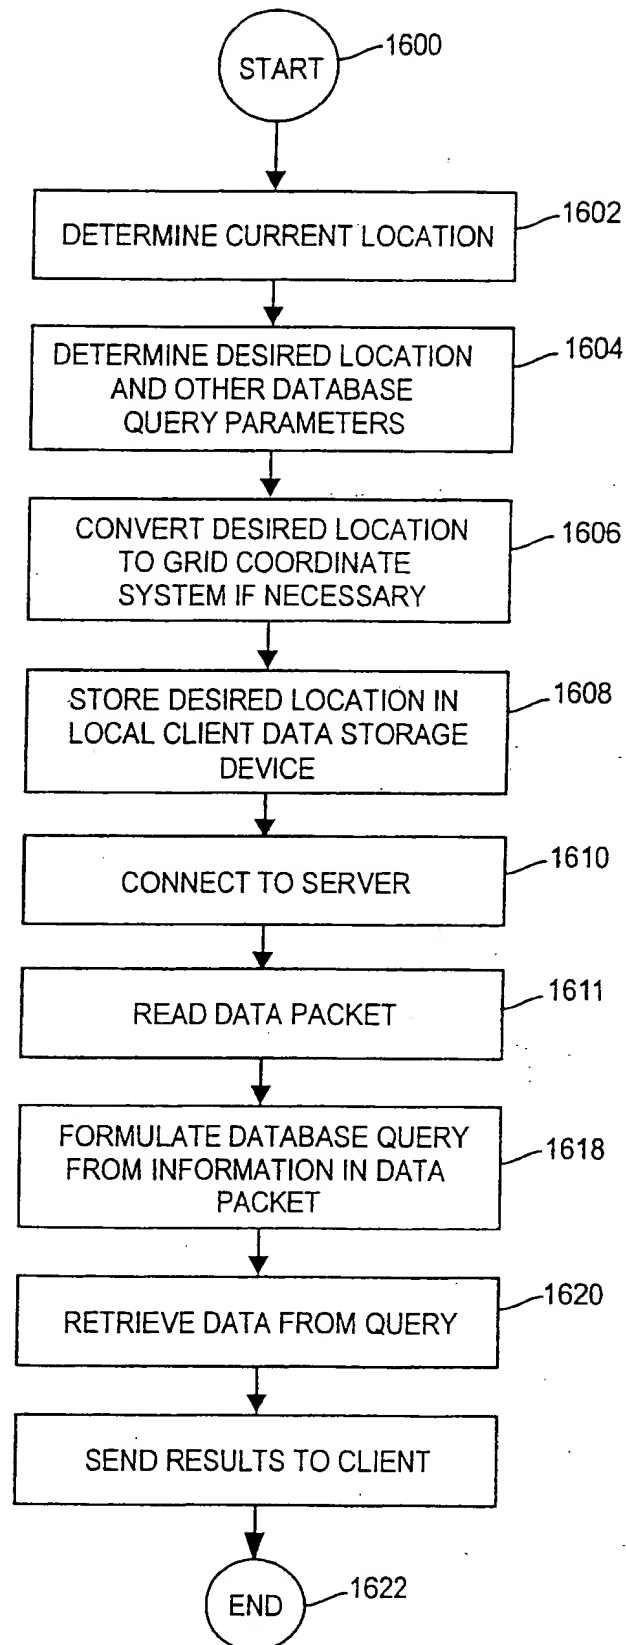 START
1600
DETERMINE CURRENT LOCATION
1602
DETERMINE DESIRED LOCATION
AND OTHER DATABASE
QUERY PARAMETERS
1604
CONVERT DESIRED LOCATION
TO GRID COORDINATE
SYSTEM IF NECESSARY
1606
STORE DESIRED LOCATION IN
LOCAL CLIENT DATA STORAGE
DEVICE
1608
CONNECT TO SERVER
1610
READ DATA PACKET
1611
FORMULATE DATABASE QUERY
FROM INFORMATION IN DATA
PACKET
1618
RETRIEVE DATA FROM QUERY
1620
SEND RESULTS TO CLIENT
END
1622